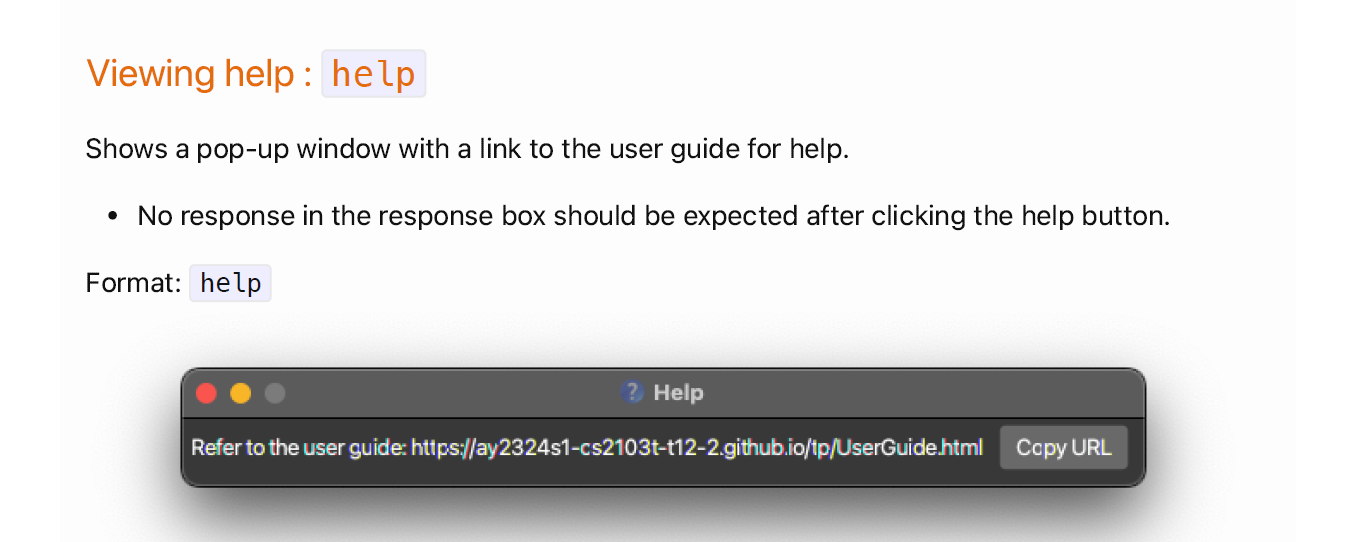 Viewing help : help
Shows a pop-up window with a link to the user guide for help.
• No response in the response box should be expected after clicking the help button.
Format: help
? Help
Refer to the user guide: https://ay2324s1-cs2103t-t12-2.github.io/tp/UserGuide.html Copy URL